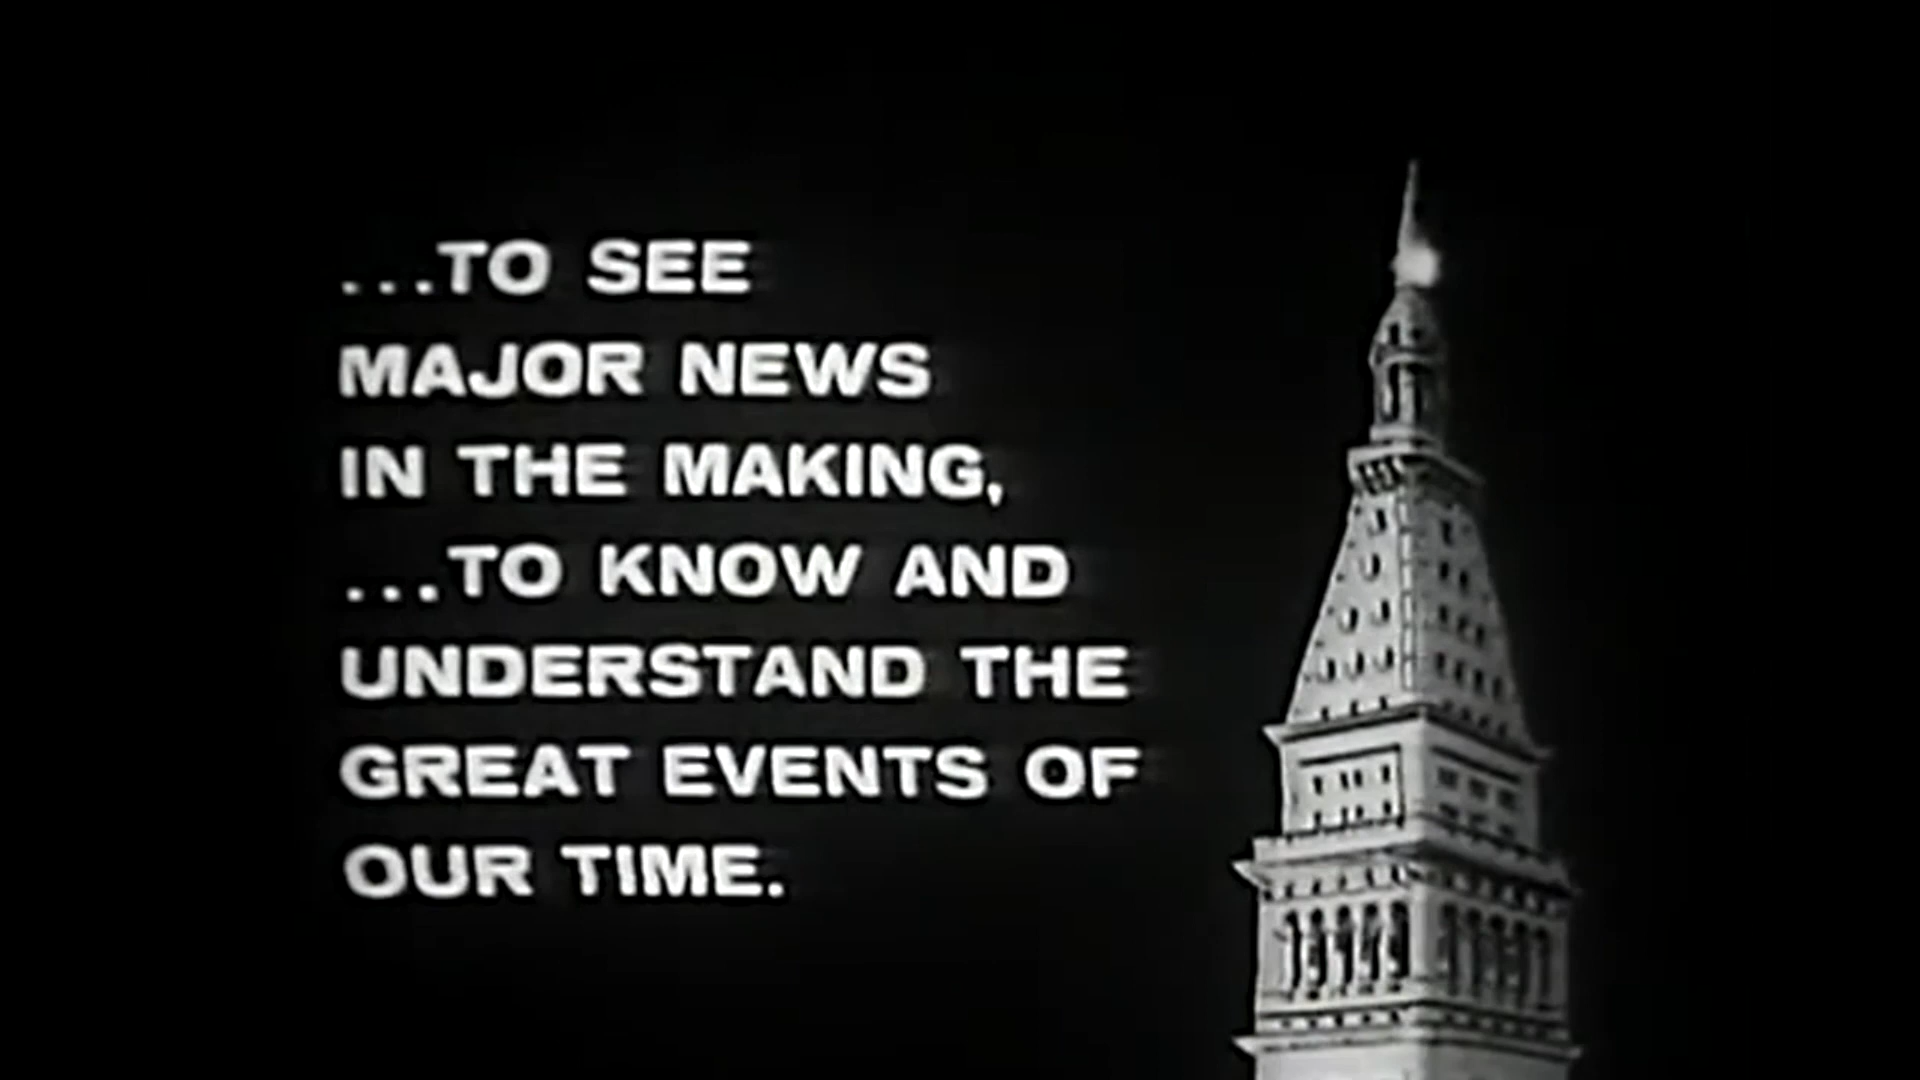 ...TO SEE
MAJOR NEWS
IN THE MAKING,
...TO KNOW AND
UNDERSTAND THE
GREAT EVENTS OF
OUR TIME.